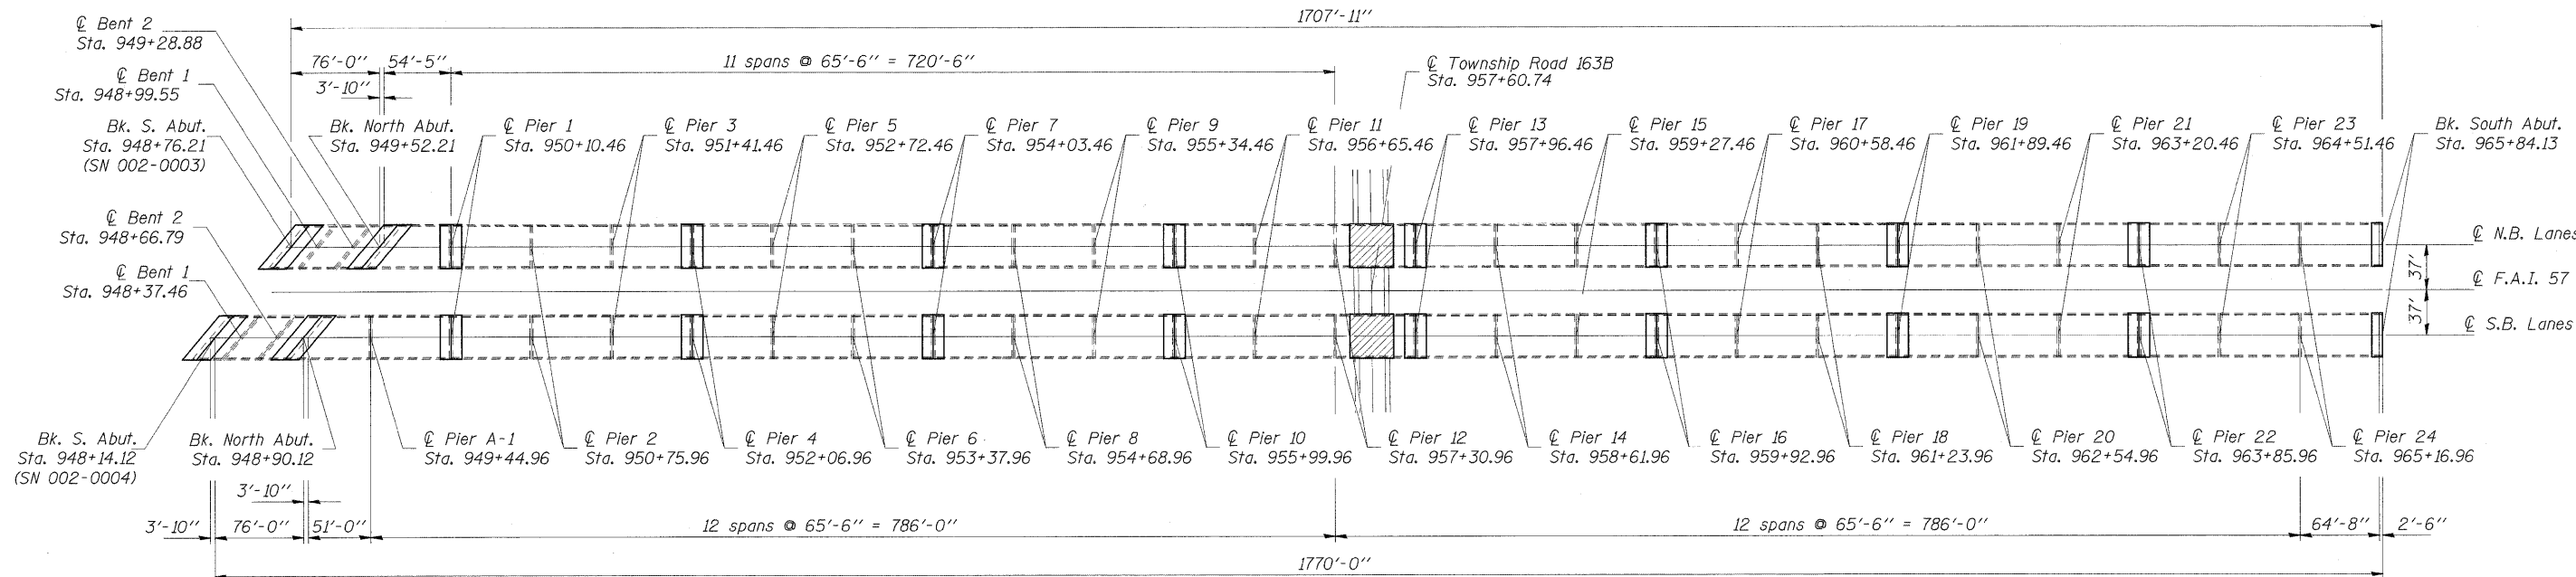 1707'-11"
℄ Bent 2
Sta. 949+28.88
76'-0"
54'-5"
11 spans @ 65'-6" = 720'-6"
℄ Township Road 163B
Sta. 957+60.74
℄ Bent 1
Sta. 948+99.55
3'-10"
Bk. S. Abut.
Sta. 948+76.21
(SN 002-0003)
Bk. North Abut.
Sta. 949+52.21
℄ Pier 1
Sta. 950+10.46
℄ Pier 3
Sta. 951+41.46
℄ Pier 5
Sta. 952+72.46
℄ Pier 7
Sta. 954+03.46
℄ Pier 9
Sta. 955+34.46
℄ Pier 11
Sta. 956+65.46
℄ Pier 13
Sta. 957+96.46
℄ Pier 15
Sta. 959+27.46
℄ Pier 17
Sta. 960+58.46
℄ Pier 19
Sta. 961+89.46
℄ Pier 21
Sta. 963+20.46
℄ Pier 23
Sta. 964+51.46
Bk. South Abut.
Sta. 965+84.13
℄ Bent 2
Sta. 948+66.79
℄ Bent 1
Sta. 948+37.46
℄ N.B. Lanes
37'
℄ F.A.I. 57
37'
℄ S.B. Lanes
Bk. S. Abut.
Sta. 948+14.12
(SN 002-0004)
Bk. North Abut.
Sta. 948+90.12
℄ Pier A-1
Sta. 949+44.96
℄ Pier 2
Sta. 950+75.96
℄ Pier 4
Sta. 952+06.96
℄ Pier 6
Sta. 953+37.96
℄ Pier 8
Sta. 954+68.96
℄ Pier 10
Sta. 955+99.96
℄ Pier 12
Sta. 957+30.96
℄ Pier 14
Sta. 958+61.96
℄ Pier 16
Sta. 959+92.96
℄ Pier 18
Sta. 961+23.96
℄ Pier 20
Sta. 962+54.96
℄ Pier 22
Sta. 963+85.96
℄ Pier 24
Sta. 965+16.96
3'-10"
3'-10"
76'-0"
51'-0"
12 spans @ 65'-6" = 786'-0"
12 spans @ 65'-6" = 786'-0"
64'-8"
2'-6"
1770'-0"